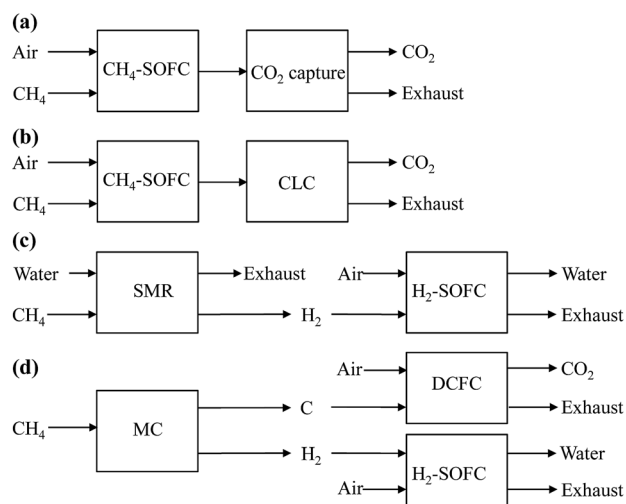 (a)
Air
CH₄
CH₄-SOFC
CO₂ capture
CO₂
Exhaust
(b)
Air
CH₄
CH₄-SOFC
CLC
CO₂
Exhaust
(c)
Water
CH₄
SMR
Exhaust
H₂
Air
H₂-SOFC
Water
Exhaust
(d)
CH₄
MC
C
H₂
Air
DCFC
CO₂
Exhaust
Air
H₂-SOFC
Water
Exhaust